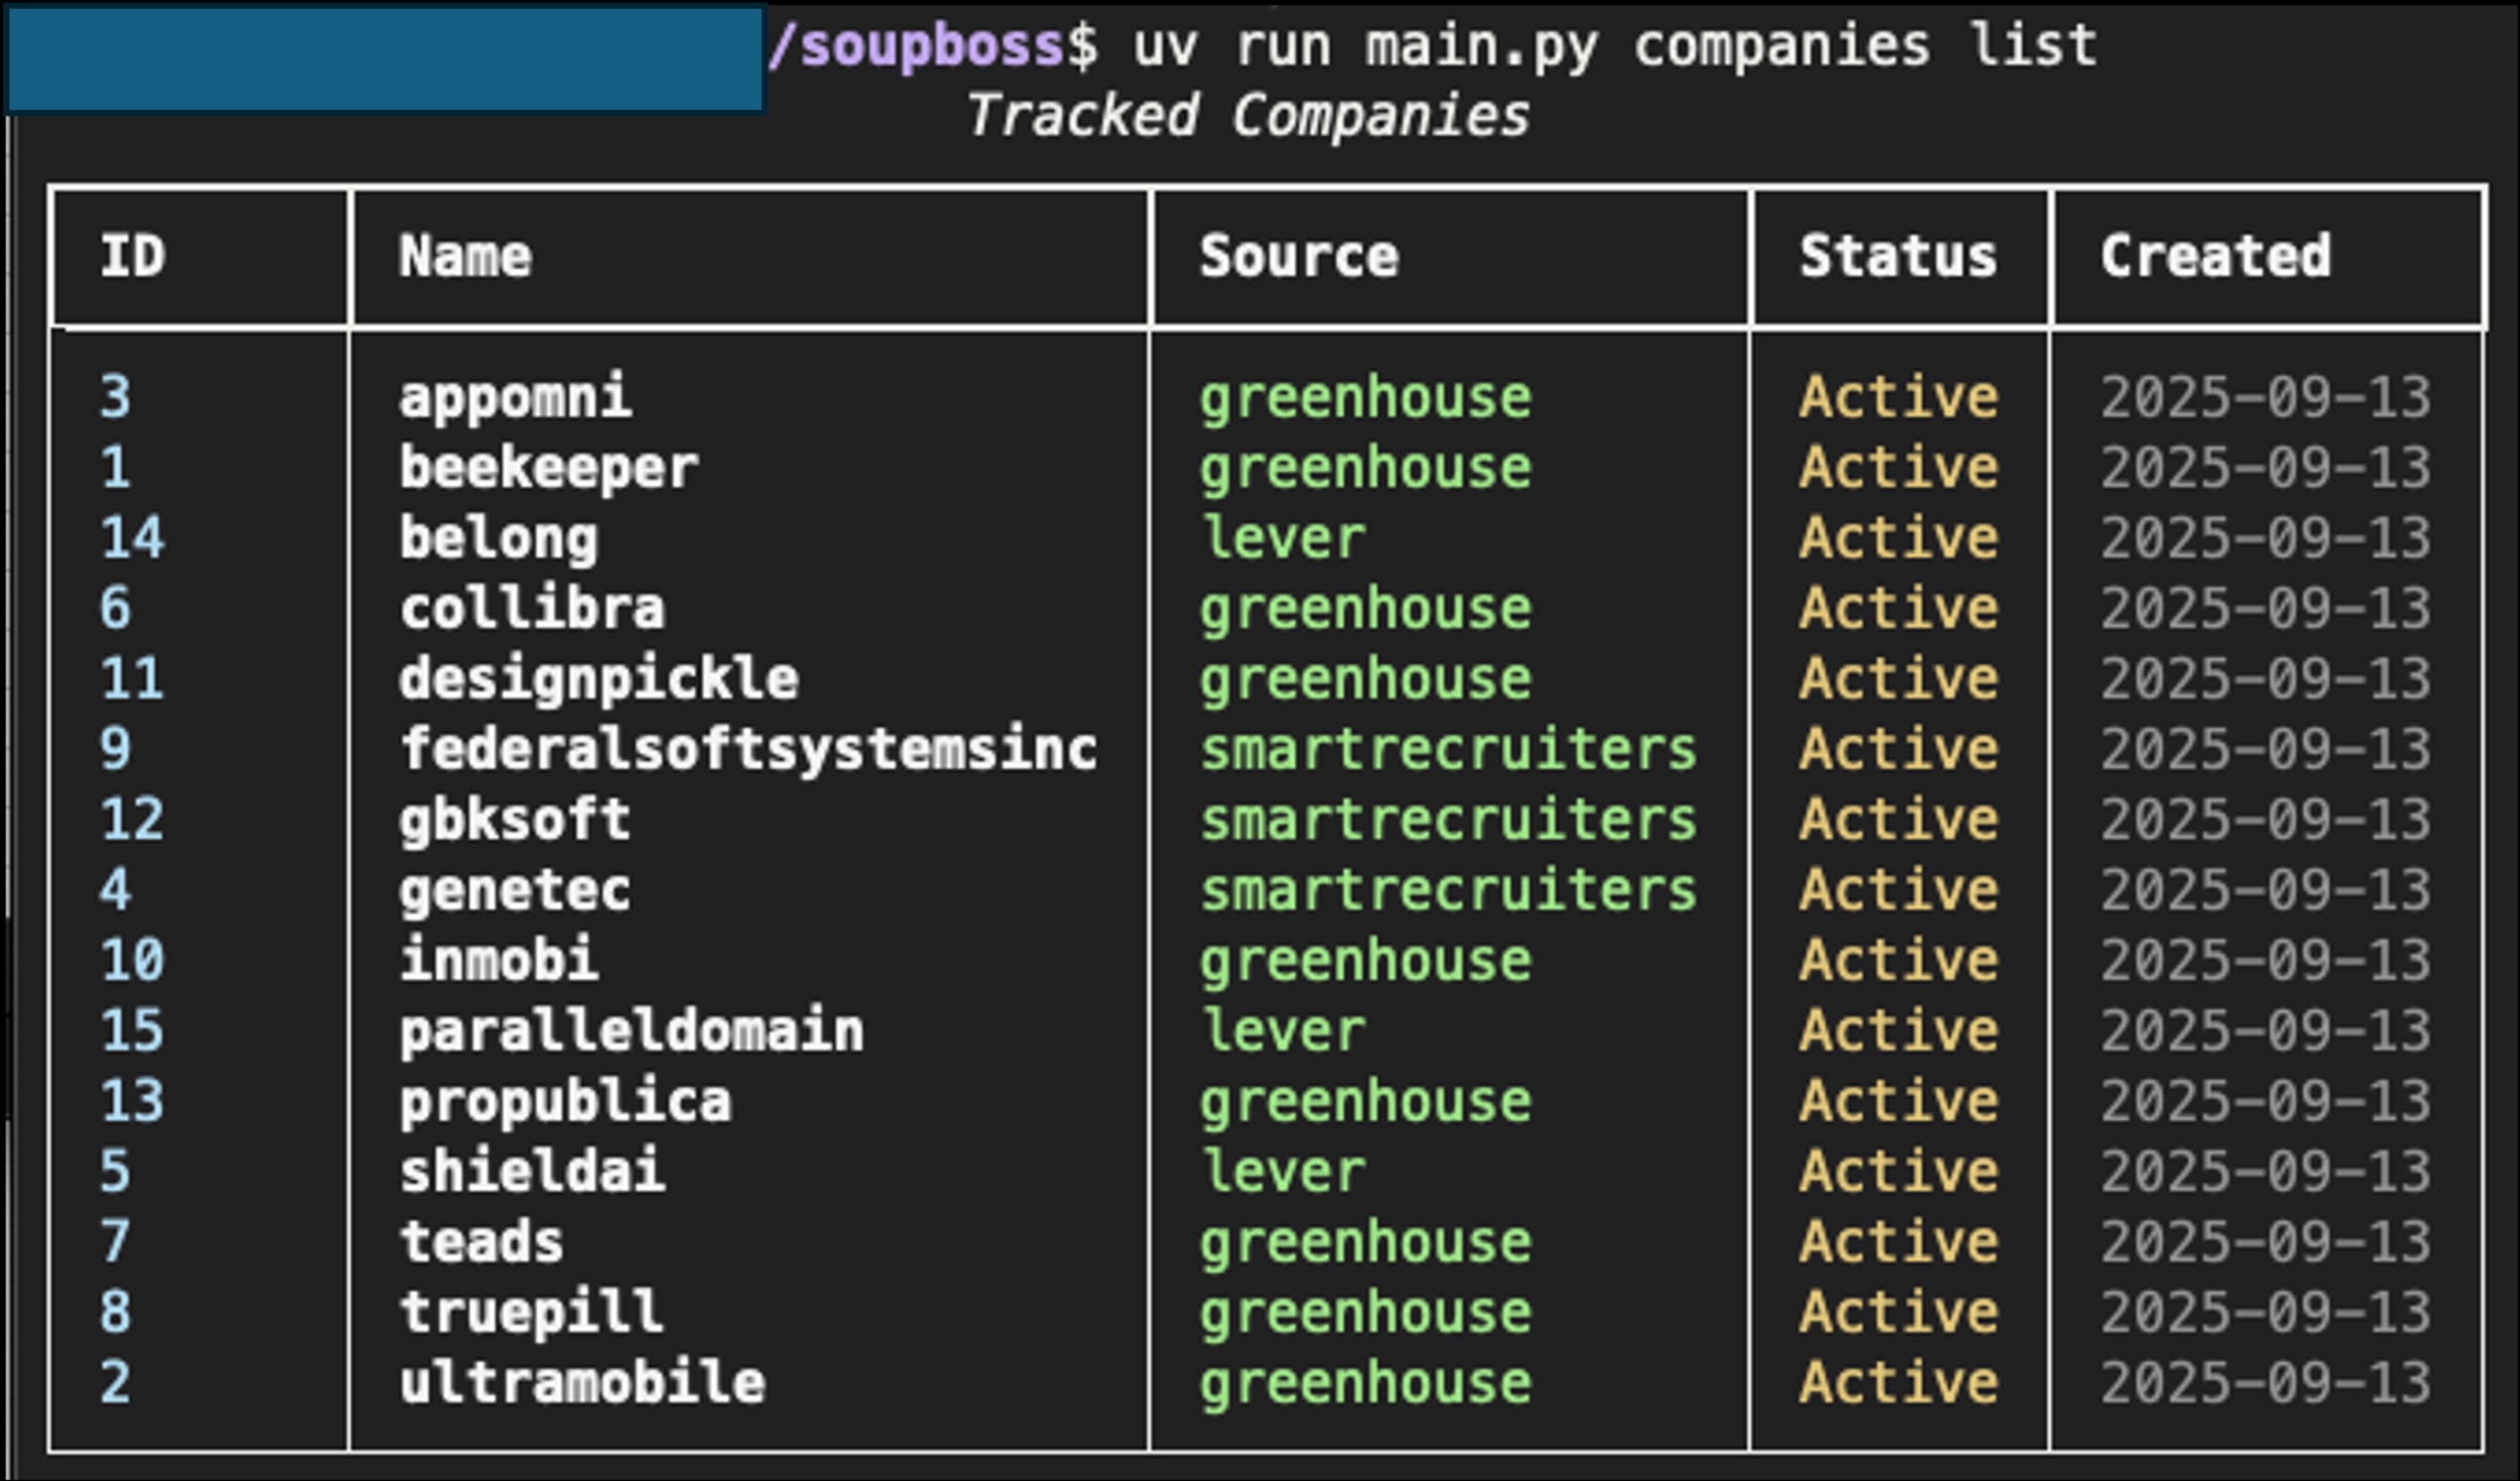 /soupboss$ uv run main.py companies list
Tracked Companies
ID Name Source Status Created
3 appomni greenhouse Active 2025-09-13
1 beekeeper greenhouse Active 2025-09-13
14 belong lever Active 2025-09-13
6 collibra greenhouse Active 2025-09-13
11 designpickle greenhouse Active 2025-09-13
9 federalsoftsystemsinc smartrecruiters Active 2025-09-13
12 gbksoft smartrecruiters Active 2025-09-13
4 genetec smartrecruiters Active 2025-09-13
10 inmobi greenhouse Active 2025-09-13
15 paralleldomain lever Active 2025-09-13
13 propublica greenhouse Active 2025-09-13
5 shieldai lever Active 2025-09-13
7 teads greenhouse Active 2025-09-13
8 truepill greenhouse Active 2025-09-13
2 ultramobile greenhouse Active 2025-09-13